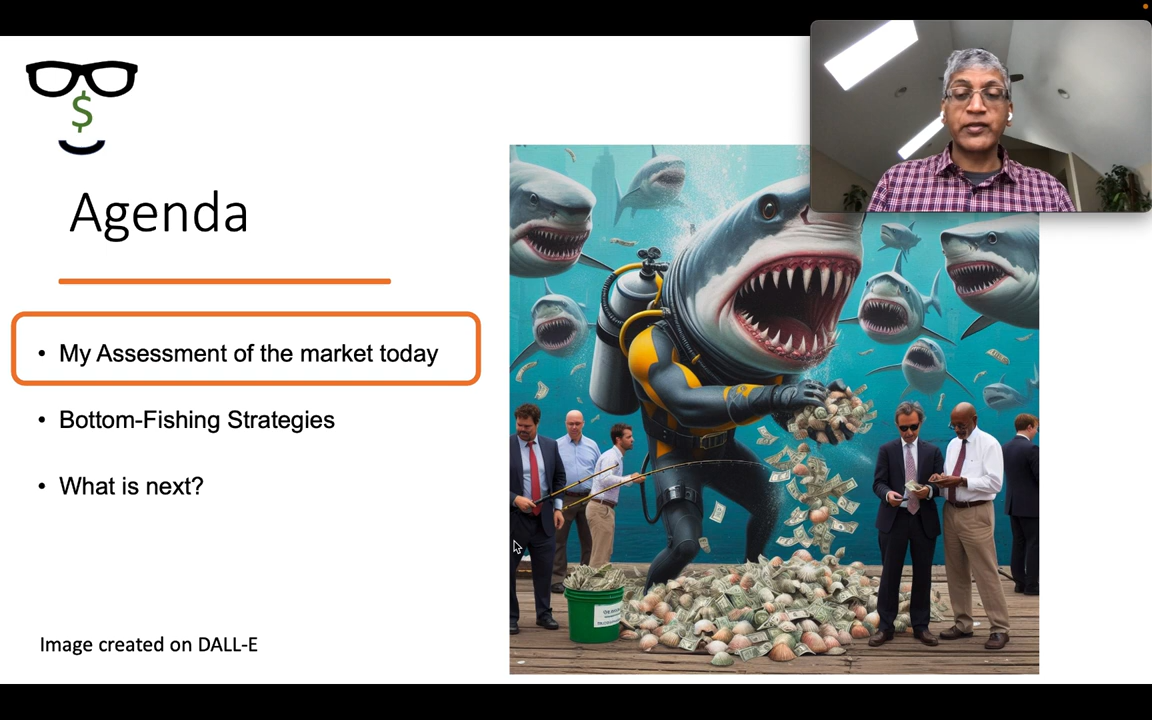 $
Agenda
• My Assessment of the market today
• Bottom-Fishing Strategies
• What is next?
Image created on DALL-E